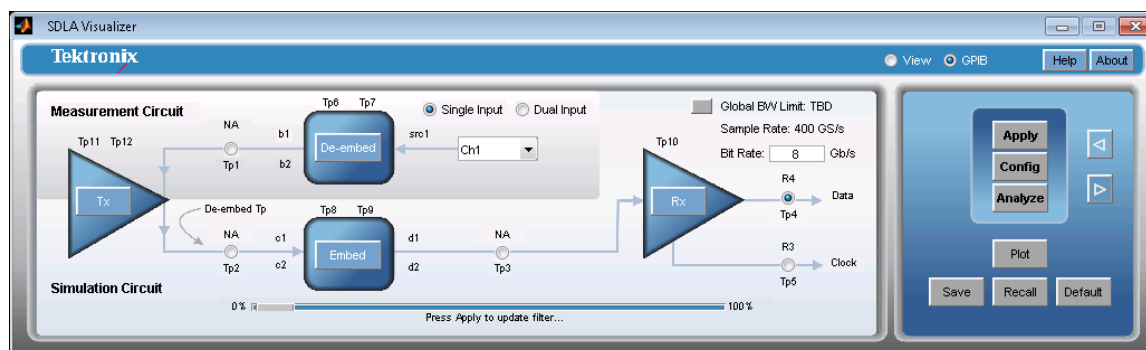 SDLA Visualizer
Tektronix
View
GPIB
Help
About
Measurement Circuit
Tp6 Tp7
Single Input
Dual Input
Global BW Limit: TBD
Sample Rate: 400 GS/s
Bit Rate: 8 Gb/s
Tp11 Tp12
NA
b1
b2
Tp1
De-embed
src1
Ch1
Tp10
Tx
Rx
R4
Data
Tp4
De-embed Tp
Tp8 Tp9
NA
c1
c2
Tp2
Embed
d1
d2
NA
Tp3
R3
Clock
Tp5
Simulation Circuit
0%
100%
Press Apply to update filter...
Apply
Config
Analyze
Plot
Save
Recall
Default